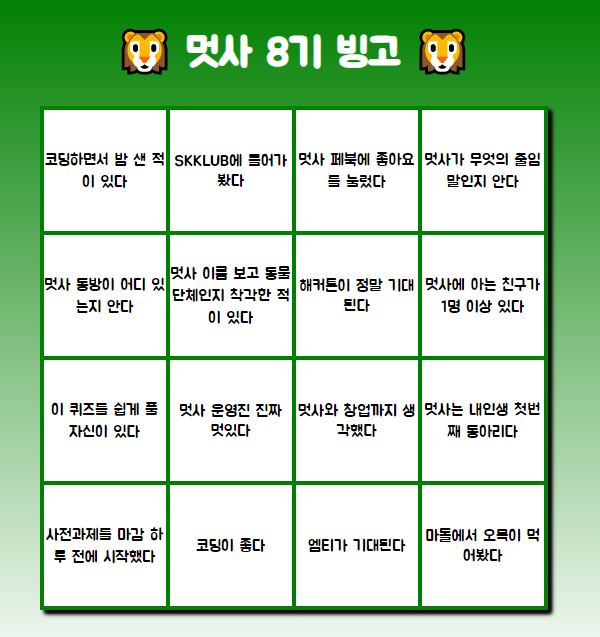 멋사 8기 빙고
코딩하면서 밤 샌 적
이 있다
SKKLUB에 들어가
봤다
멋사 페북에 좋아요
를 눌렀다
멋사가 무엇의 줄임
말인지 안다
멋사 동방이 어디 있
는지 안다
멋사 이름 보고 동물
단체인지 착각한 적
이 있다
해커톤이 정말 기대
된다
멋사에 아는 친구가
1명 이상 있다
이 퀴즈를 쉽게 풀
자신이 있다
멋사 운영진 진짜
멋있다
멋사와 창업까지 생
각했다
멋사는 내인생 첫번
째 동아리다
사전과제를 마감 하
루 전에 시작했다
코딩이 좋다
엠티가 기대된다
마돌에서 오뚝이 먹
어봤다